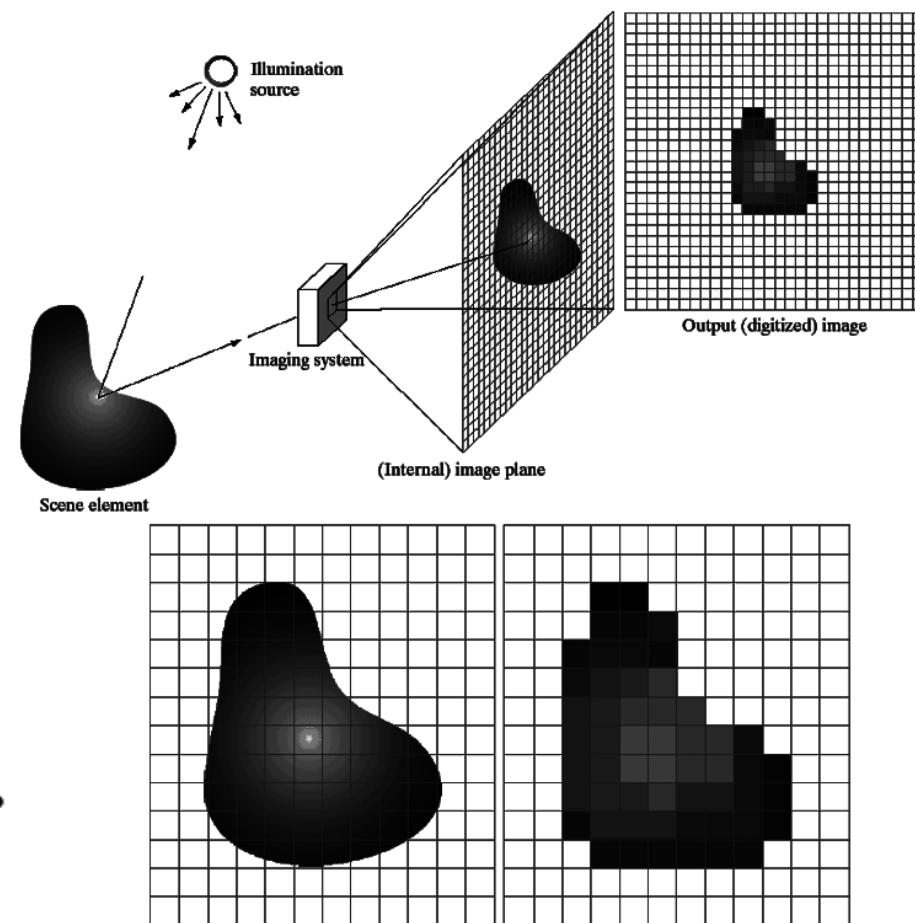 Illumination
source
Output (digitized) image
Imaging system
(Internal) image plane
Scene element